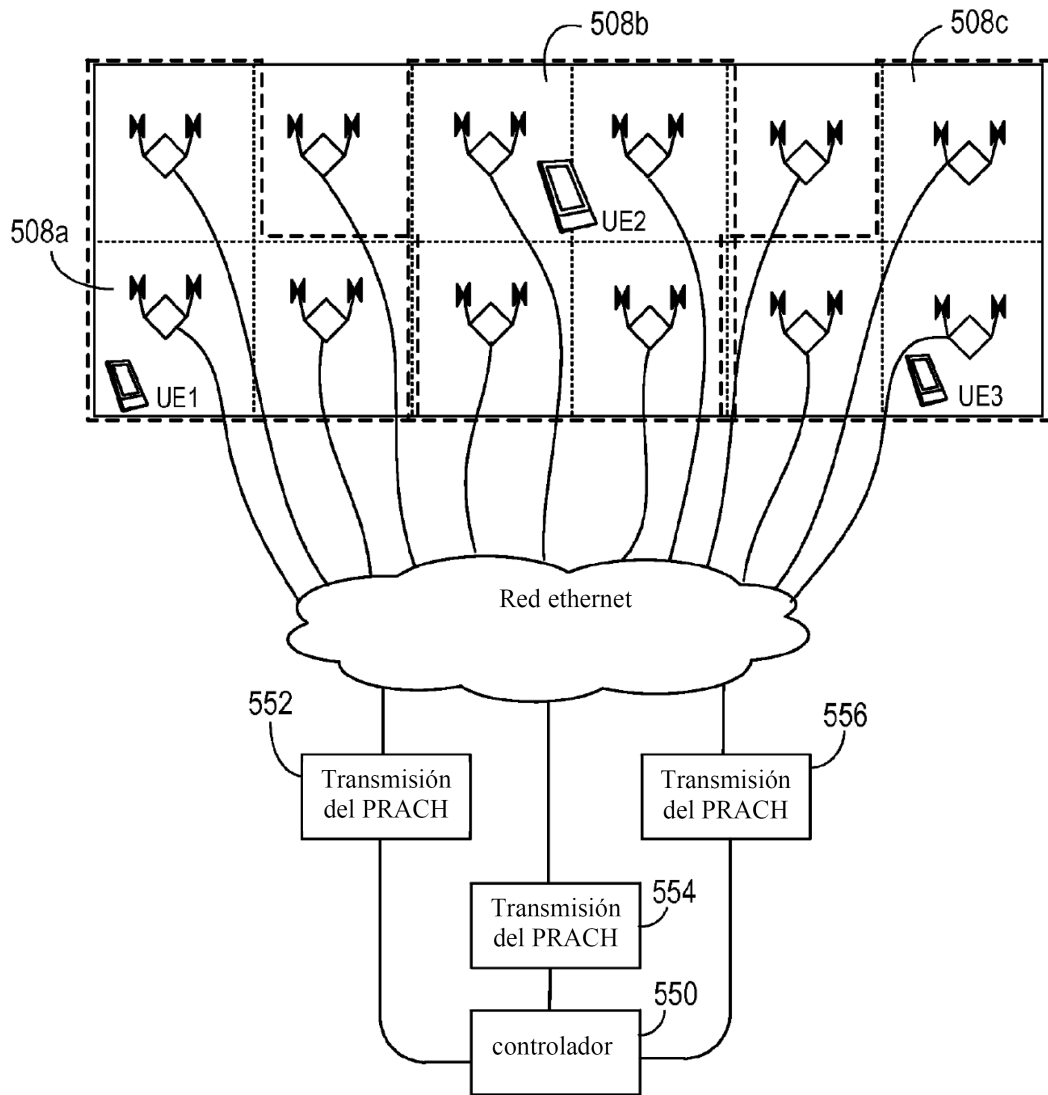 508b
508c
508a
UE2
UE1
UE3
Red ethernet
552
556
Transmisión
del PRACH
Transmisión
del PRACH
554
Transmisión
del PRACH
550
controlador